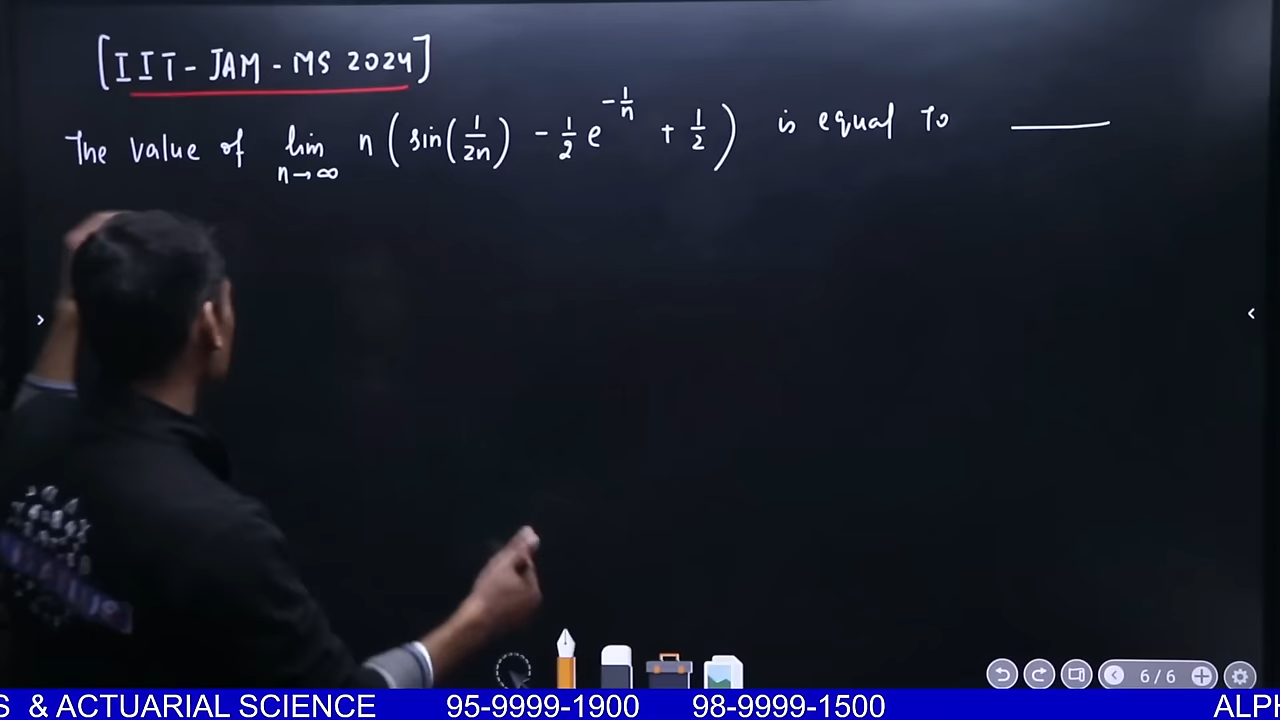 [IIT-JAM-MS 2024]
The value of lim n→∞ n(sin(1/2n) - 1/2 e^(-1/n) + 1/2) is equal to ____
6/6
S & ACTUARIAL SCIENCE 95-9999-1900 98-9999-1500 ALPH